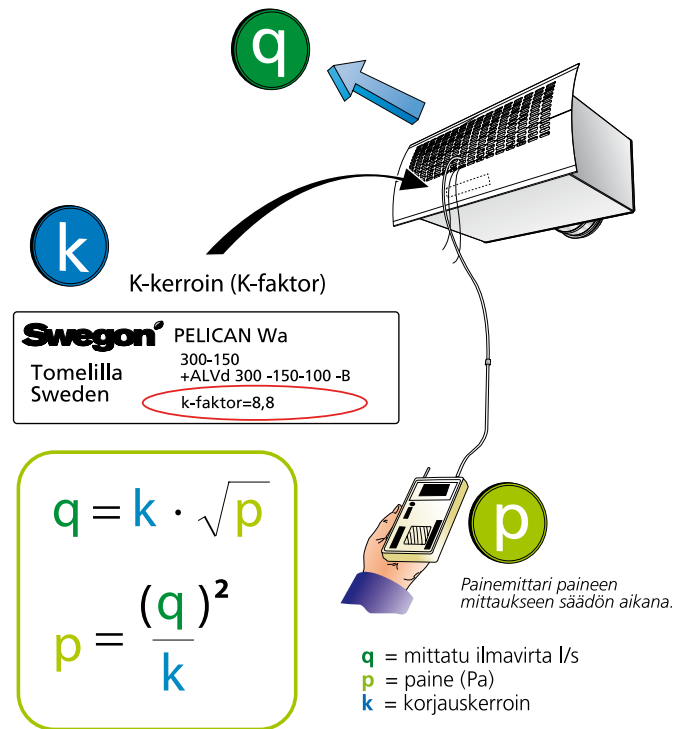 q
k
K-kerroin (K-faktor)
Swegon PELICAN Wa
300-150
+ALVd 300 -150-100 -B
Tomelilla
Sweden
k-faktor=8,8
q = k · √p
p = (q)² / k
p
Painemittari paineen
mittaukseen säädön aikana.
q = mittatu ilmavirta l/s
p = paine (Pa)
k = korjauskerroin